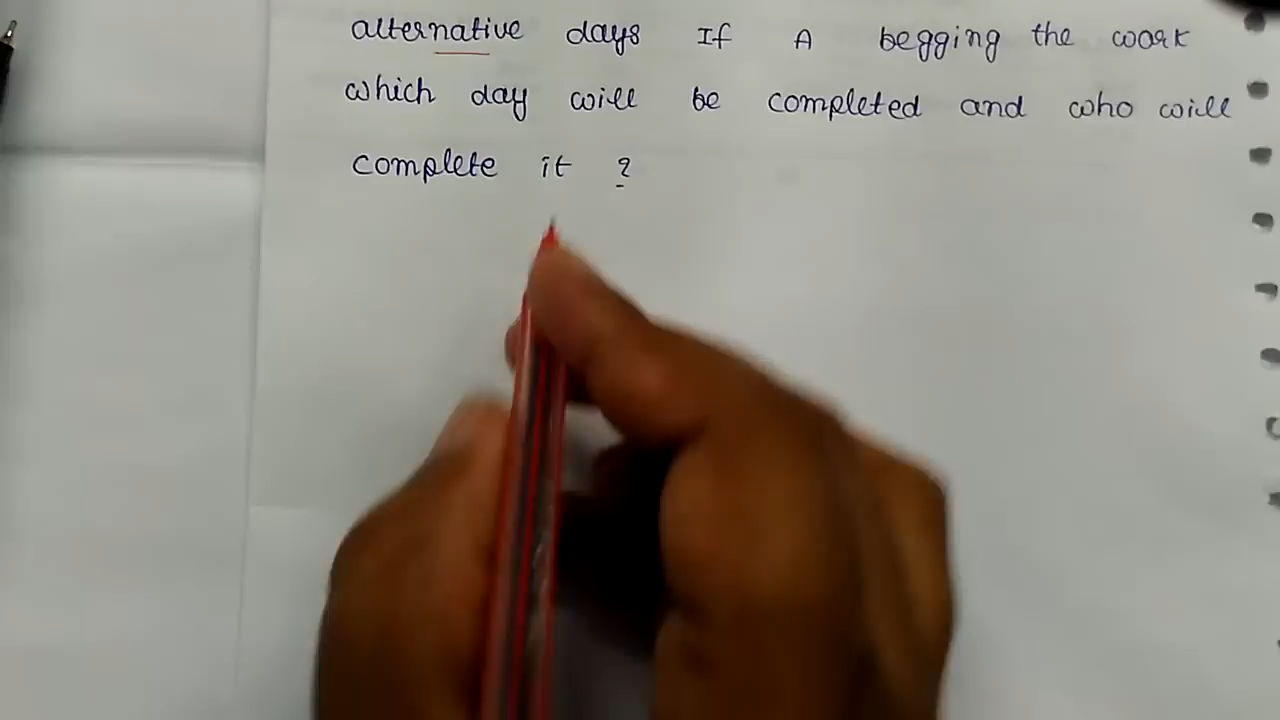 alternative days If A begging the work
which day will be completed and who will
complete it ?